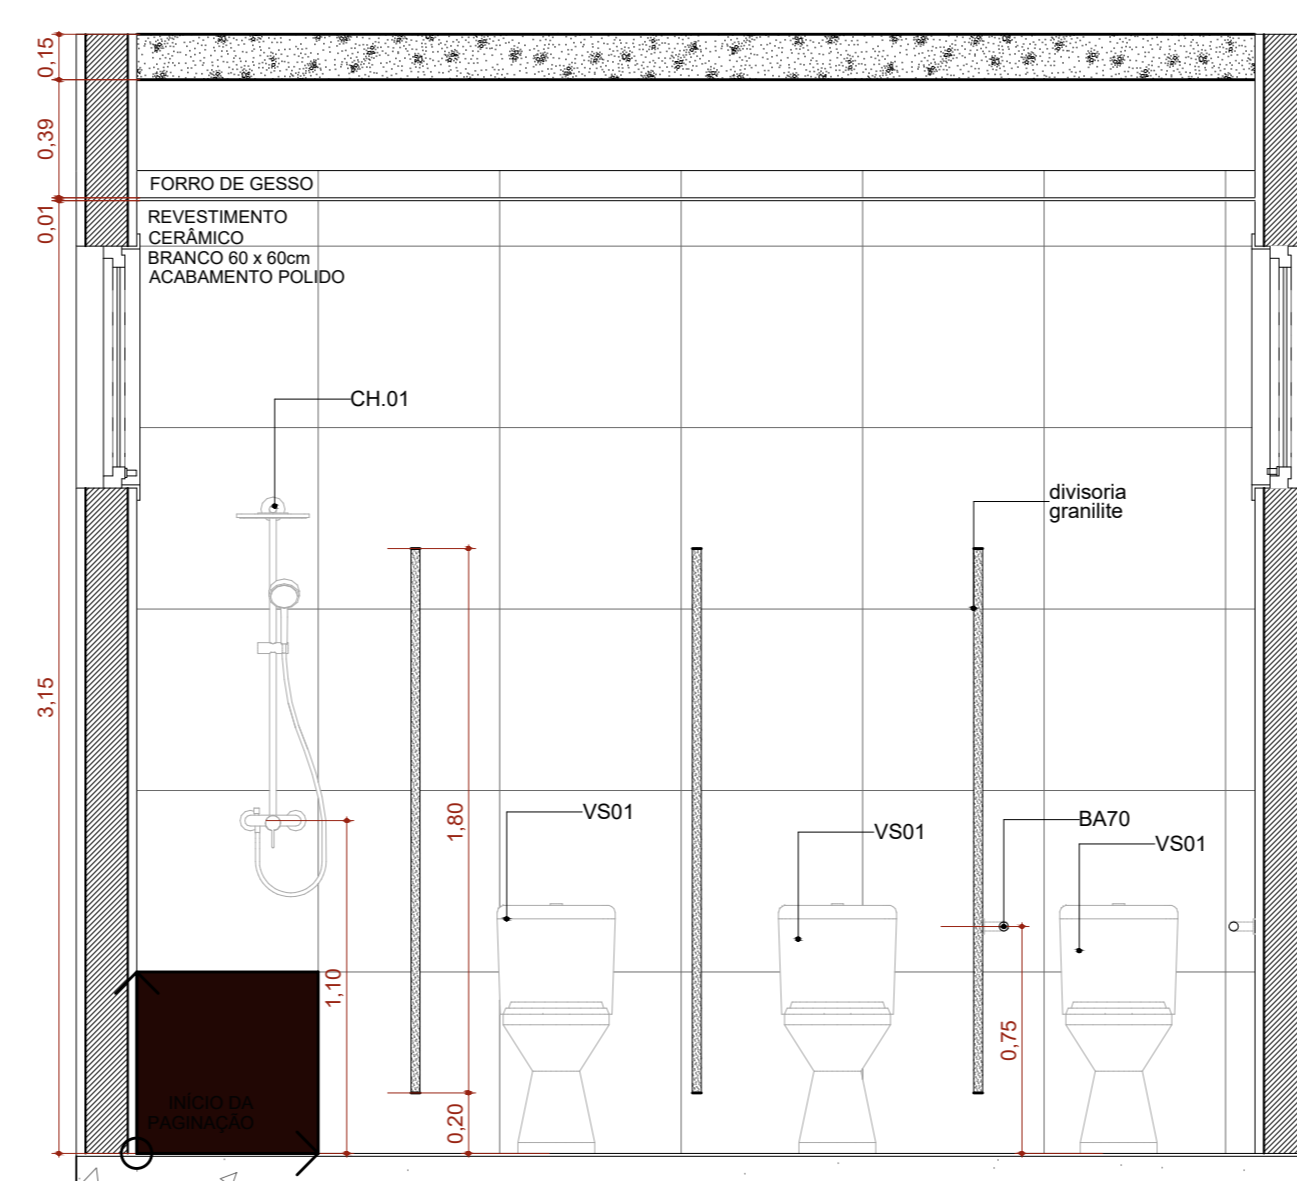 0,15
0,39
FORRO DE GESSO
0,01
REVESTIMENTO
CERÂMICO
BRANCO 60 x 60cm
ACABAMENTO POLIDO
CH.01
divisoria
granilite
3,15
1,80
VS01
VS01
BA70
VS01
1,10
0,75
INÍCIO DA
PAGINAÇÃO
0,20